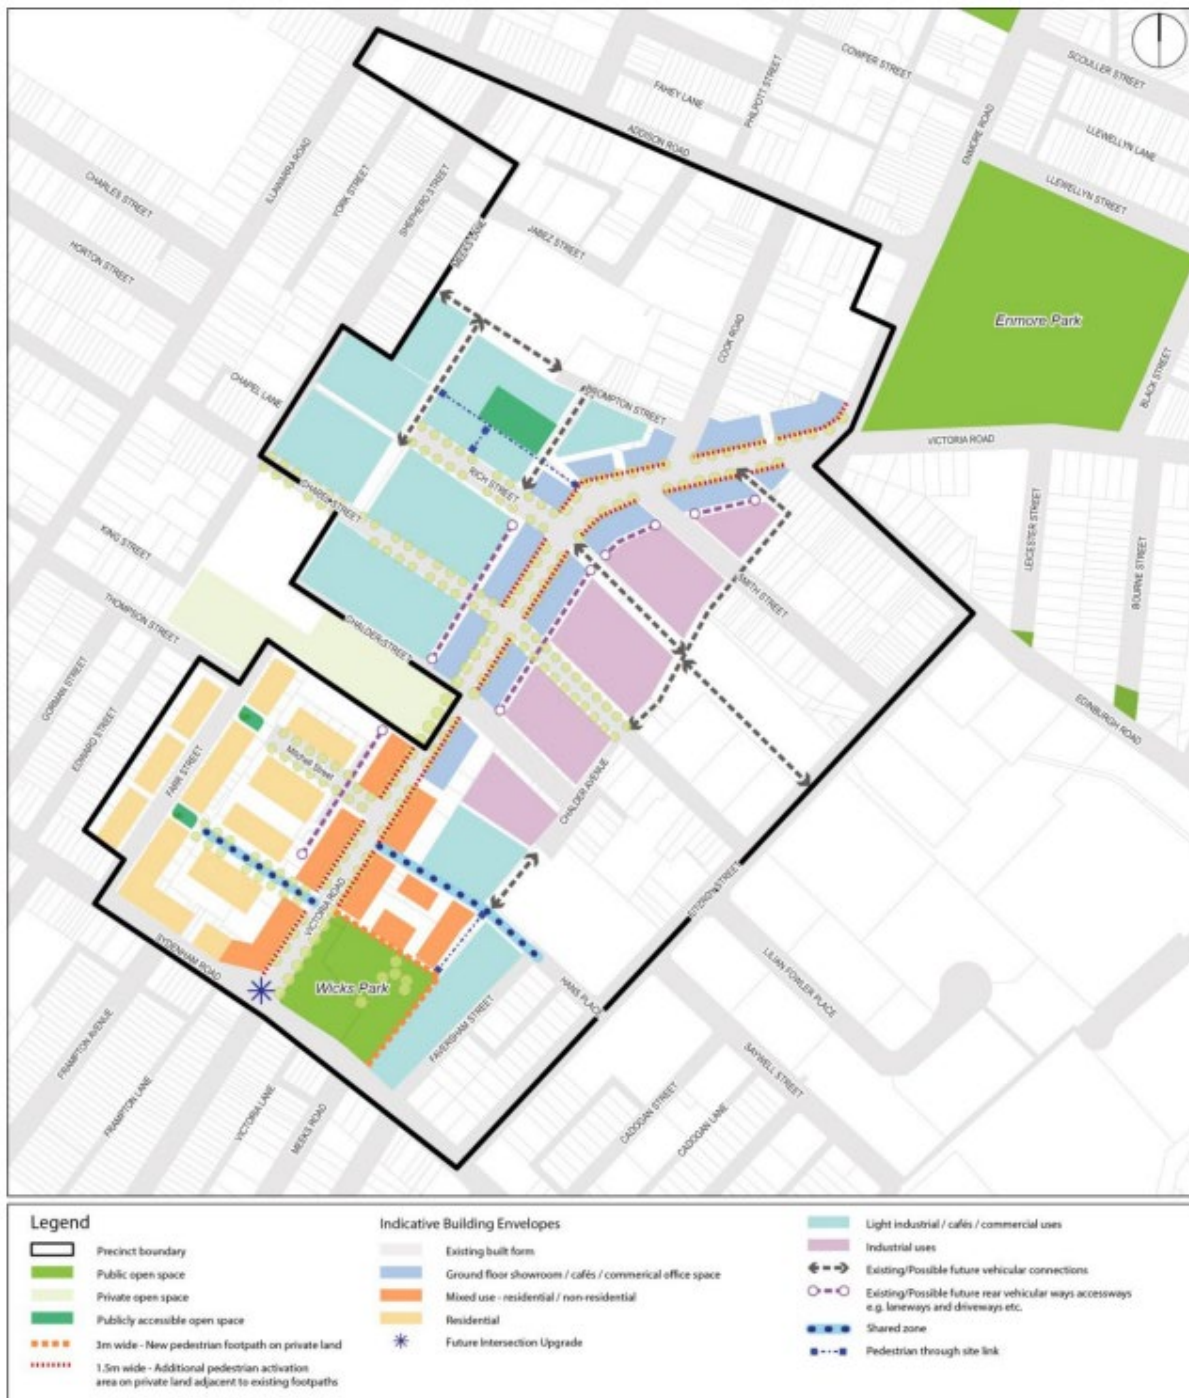 COWPER STREET
SCOULLER STREET
PHILPOTT STREET
FAHEY LANE
ENMORE ROAD
LLEWELLYN LANE
ADDISON ROAD
LLEWELLYN STREET
ILLAWARRA ROAD
YORK STREET
SHEPHERD STREET
CHARLES STREET
MEEKS LANE
JABEZ STREET
HORTON STREET
Enmore Park
COOK ROAD
BLACK STREET
CHAPEL LANE
BROMPTON STREET
VICTORIA ROAD
RICH STREET
CHAPEL STREET
LEICESTER STREET
BOURNE STREET
KING STREET
SMITH STREET
THOMPSON STREET
CHALDER STREET
GORMAN STREET
EDWARD STREET
EDINBURGH ROAD
FARR STREET
Mitchell Street
CHALDER AVENUE
VICTORIA ROAD
SYDENHAM ROAD
Wicks Park
HANS PLACE
LILIAN FOWLER PLACE
FAVERSHAM STREET
SAYWELL STREET
FRAMPTON AVENUE
FRAMPTON LANE
VICTORIA LANE
MEEKS ROAD
CADOGAN STREET
CADOGAN LANE
Legend
Precinct boundary
Public open space
Private open space
Publicly accessible open space
3m wide - New pedestrian footpath on private land
1.5m wide - Additional pedestrian activation
area on private land adjacent to existing footpaths
Indicative Building Envelopes
Existing built form
Ground floor showroom / cafés / commerical office space
Mixed use - residential / non-residential
Residential
Future Intersection Upgrade
Light industrial / cafés / commercial uses
Industrial uses
Existing/Possible future vehicular connections
Existing/Possible future rear vehicular ways accessways
e.g. laneways and driveways etc.
Shared zone
Pedestrian through site link